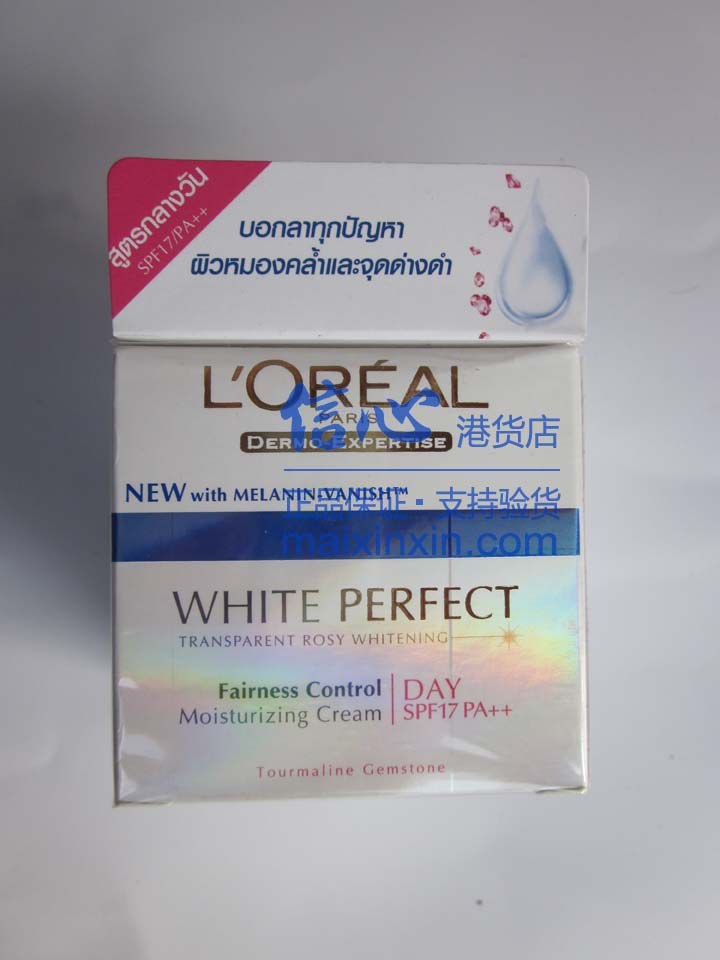 สูตรกลางวัน
SPF17/PA++
บอกลาทุกปัญหา
ผิวหมองคล้ำและจุดด่างดำ
L'ORÉAL
PARIS
DERMO-EXPERTISE
信心 港货店
NEW with MELANIN-VANISH™
正品保证·支持验货
maixinxin.com
WHITE PERFECT
TRANSPARENT ROSY WHITENING
Fairness Control
Moisturizing Cream
DAY
SPF17 PA++
Tourmaline Gemstone